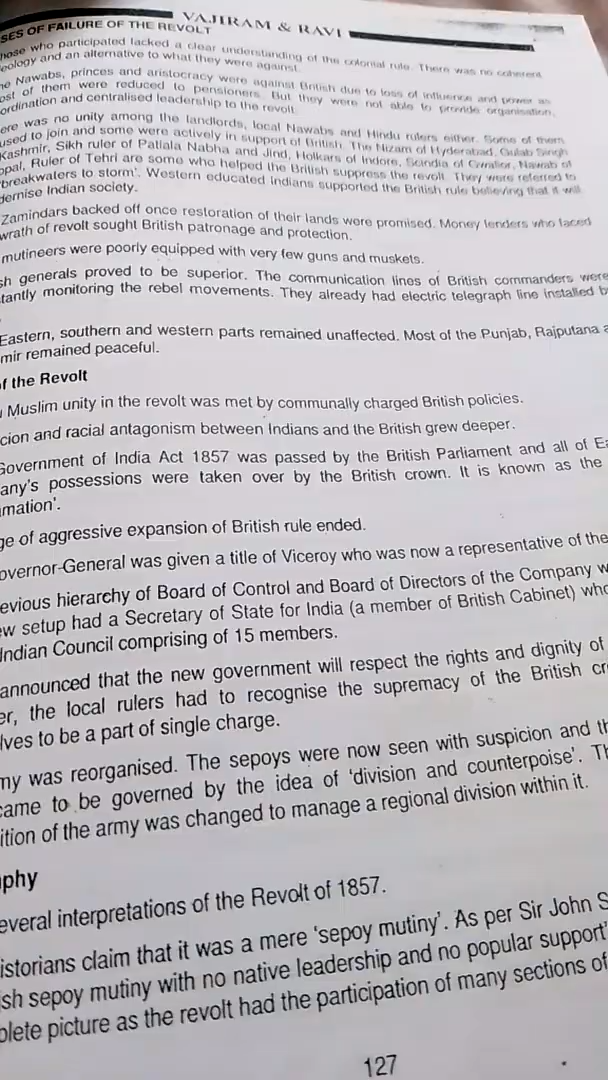 VAJIRAM & RAVI
SES OF FAILURE OF THE REVOLT
hose who participated lacked a clear understanding of the colonial rule. There was no coherent
eology and an alternative to what they were against.
he Nawabs, princes and aristocracy were against British due to loss of influence and power as
ost of them were reduced to pensioners. But they were not able to provide organisation,
ordination and centralised leadership to the revolt.
ere was no unity among the landlords, local Nawabs and Hindu rulers either. Some of them
used to join and some were actively in support of British. The Nizam of Hyderabad, Gulab Singh
Kashmir, Sikh ruler of Patiala Nabha and Jind, Holkars of Indore, Scindia of Gwalior, Nawab of
opal, Ruler of Tehri are some who helped the British suppress the revolt. They were referred to
'breakwaters to storm'. Western educated Indians supported the British rule believing that it will
dernise Indian society.
Zamindars backed off once restoration of their lands were promised. Money lenders who faced
wrath of revolt sought British patronage and protection.
mutineers were poorly equipped with very few guns and muskets.
sh generals proved to be superior. The communication lines of British commanders were
tantly monitoring the rebel movements. They already had electric telegraph line installed b
Eastern, southern and western parts remained unaffected. Most of the Punjab, Rajputana a
mir remained peaceful.
f the Revolt
Muslim unity in the revolt was met by communally charged British policies.
cion and racial antagonism between Indians and the British grew deeper.
Government of India Act 1857 was passed by the British Parliament and all of Ea
any's possessions were taken over by the British crown. It is known as the
mation'.
ge of aggressive expansion of British rule ended.
overnor-General was given a title of Viceroy who was now a representative of the
evious hierarchy of Board of Control and Board of Directors of the Company w
ew setup had a Secretary of State for India (a member of British Cabinet) who
Indian Council comprising of 15 members.
announced that the new government will respect the rights and dignity of
er, the local rulers had to recognise the supremacy of the British cr
lves to be a part of single charge.
my was reorganised. The sepoys were now seen with suspicion and th
came to be governed by the idea of 'division and counterpoise'. Th
ition of the army was changed to manage a regional division within it.
phy
everal interpretations of the Revolt of 1857.
istorians claim that it was a mere 'sepoy mutiny'. As per Sir John S
sh sepoy mutiny with no native leadership and no popular support'
plete picture as the revolt had the participation of many sections of
127